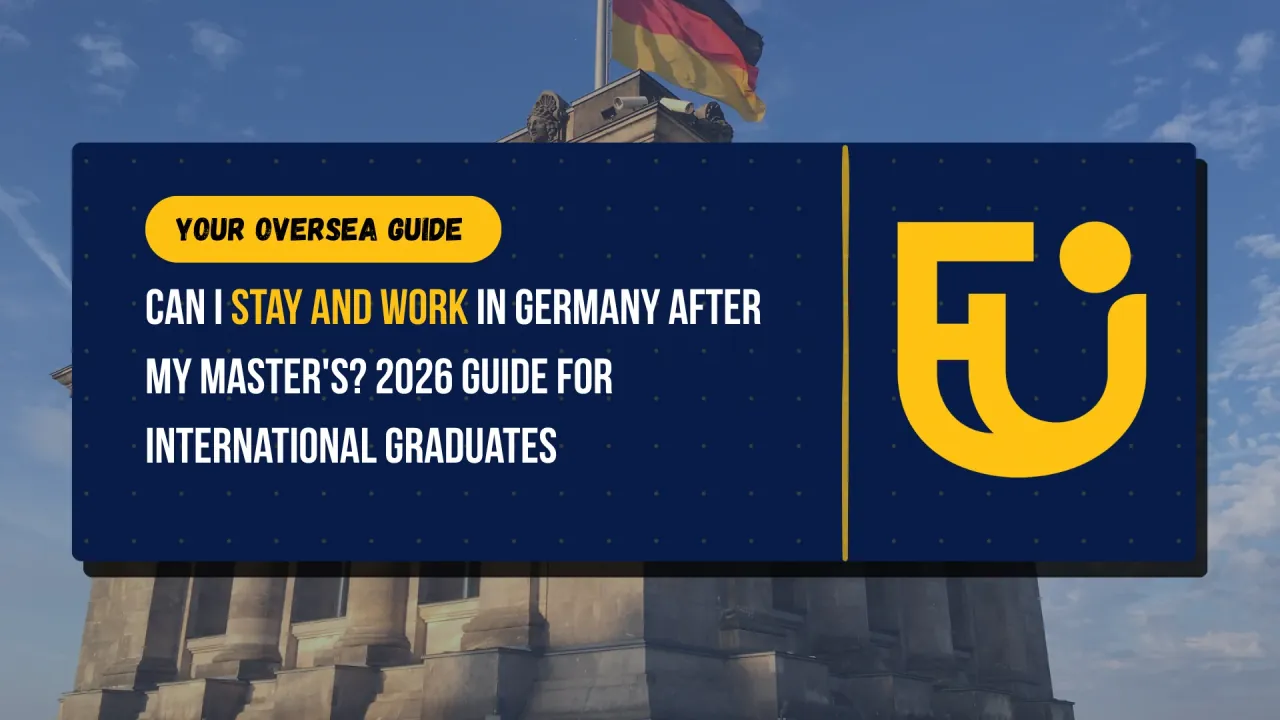 YOUR OVERSEA GUIDE
CAN I STAY AND WORK IN GERMANY AFTER
MY MASTER'S? 2026 GUIDE FOR
INTERNATIONAL GRADUATES